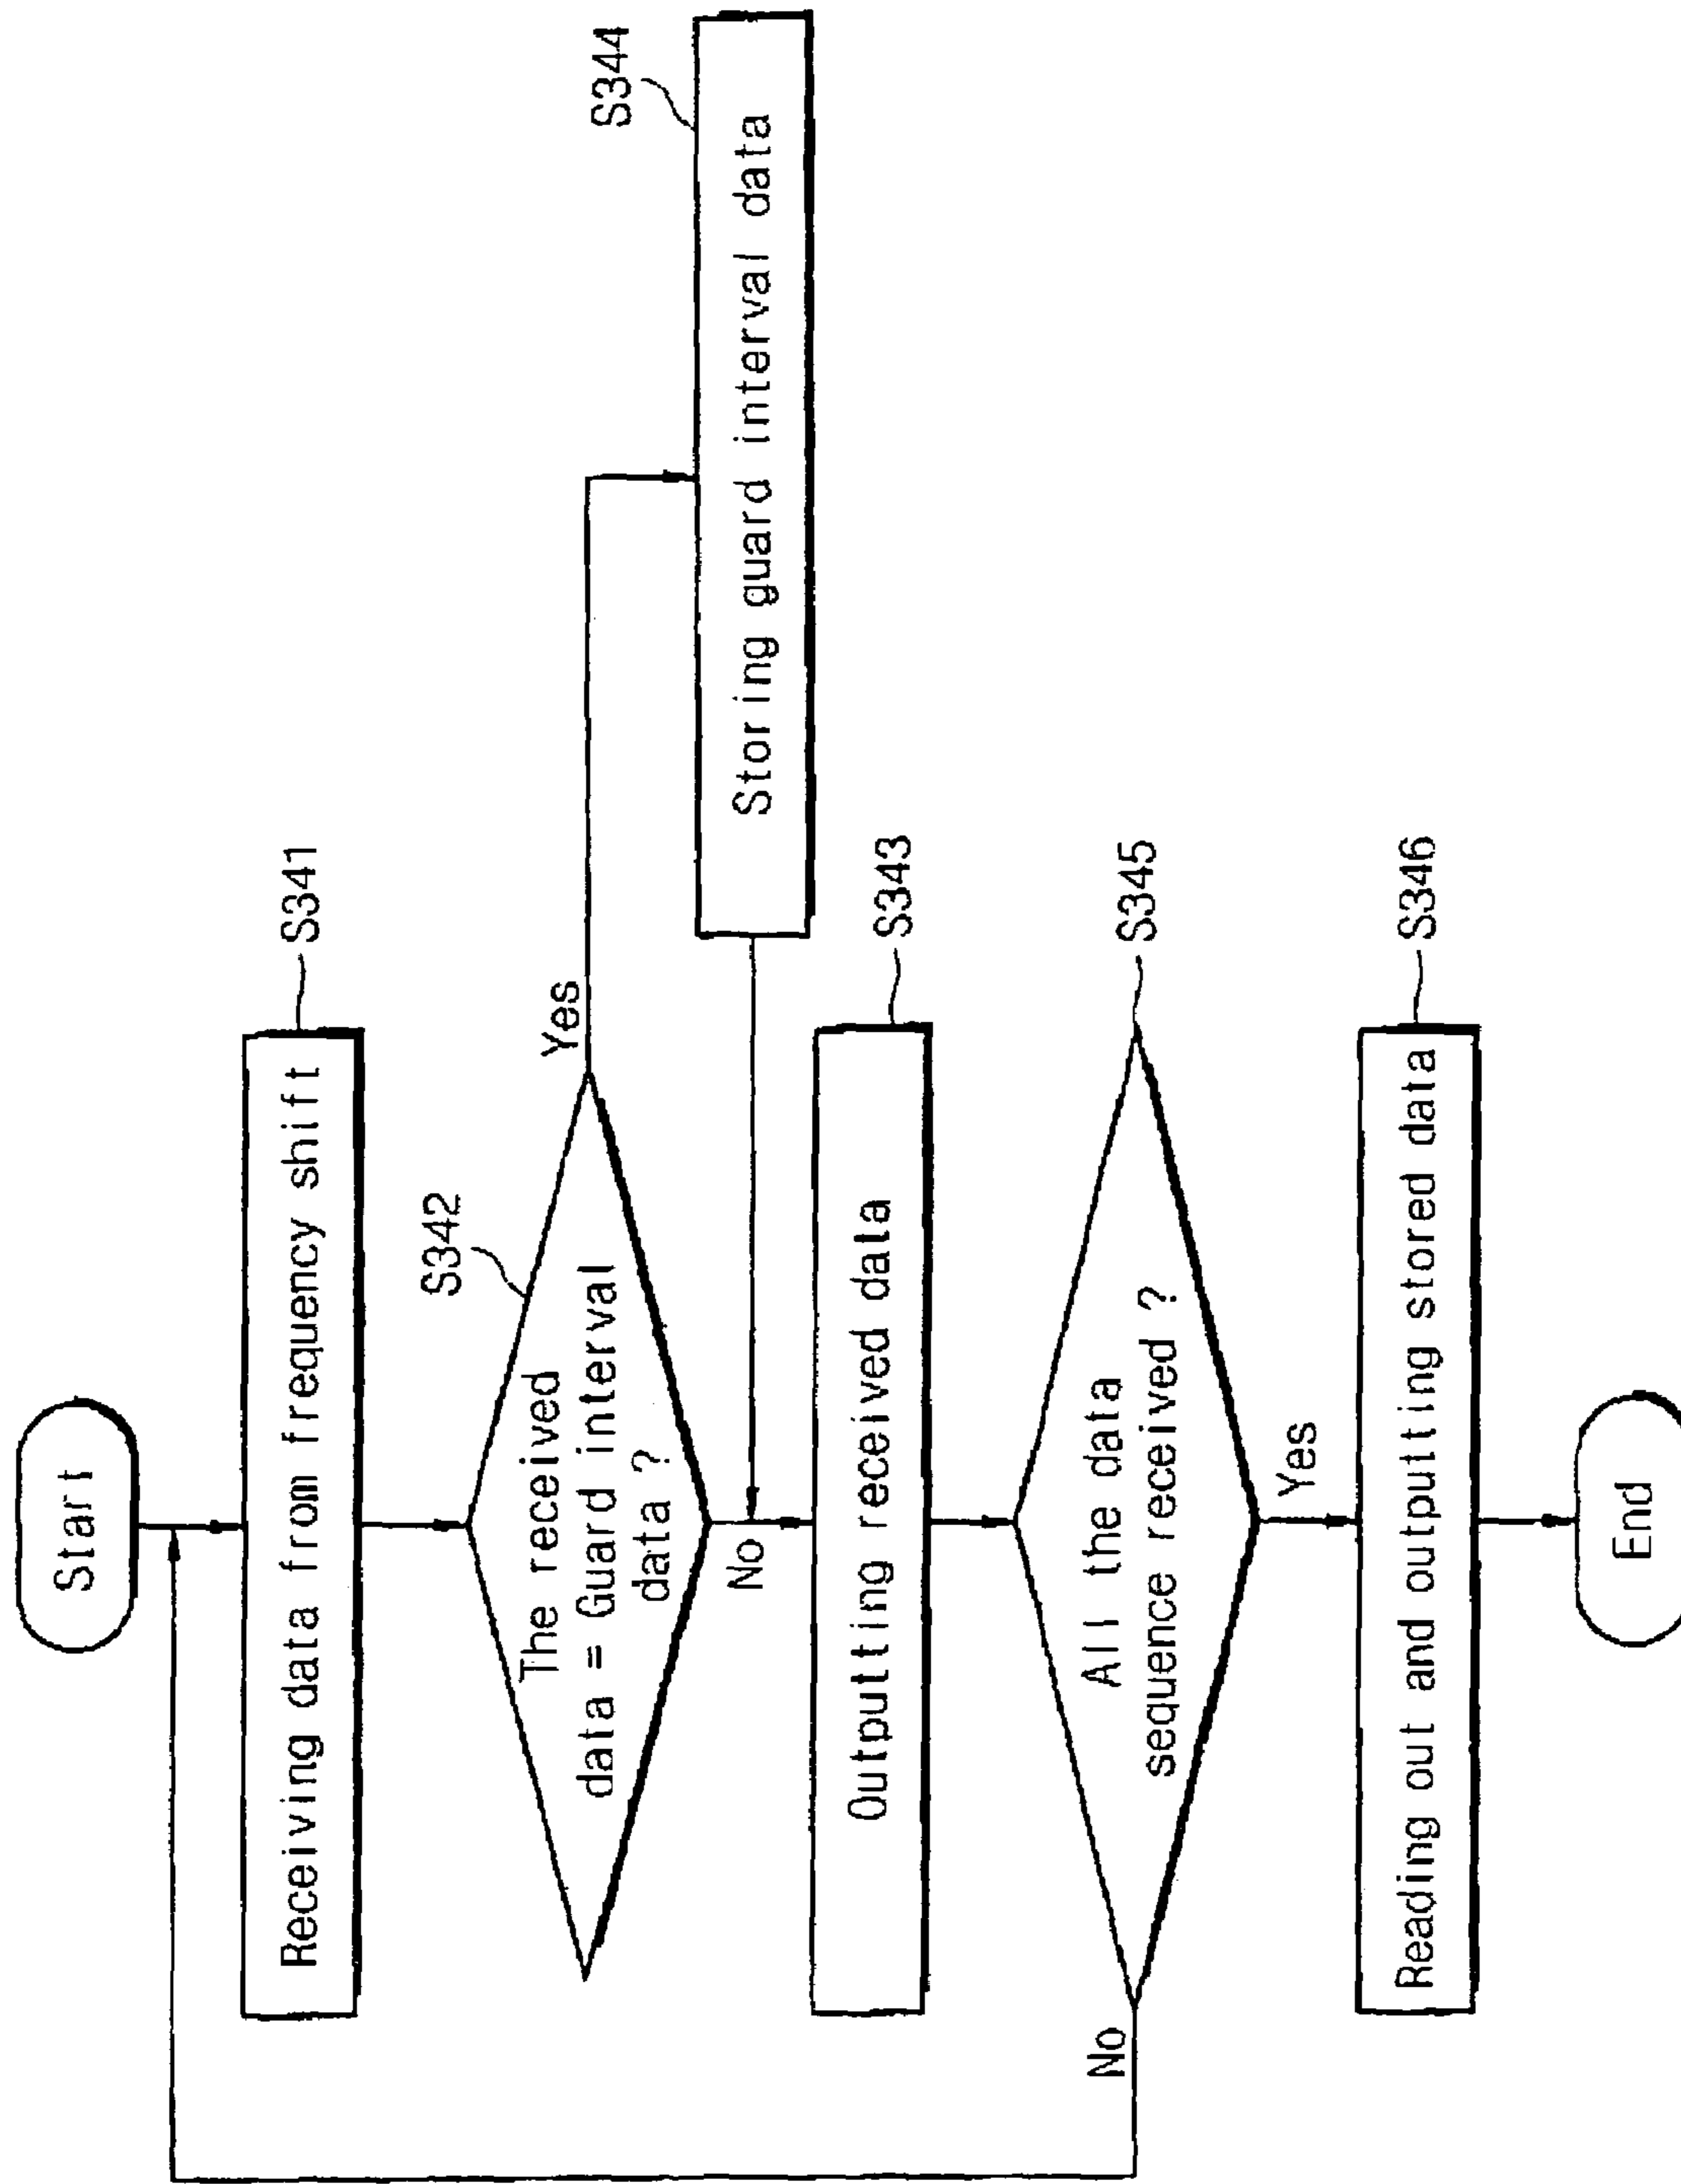 Start
Receiving data from frequency shift
S341
The received
data = Guard interval
data ?
S342
Yes
Storing guard interval data
S344
No
Outputting received data
S343
All the data
sequence received ?
S345
No
Yes
Reading out and outputting stored data
S346
End